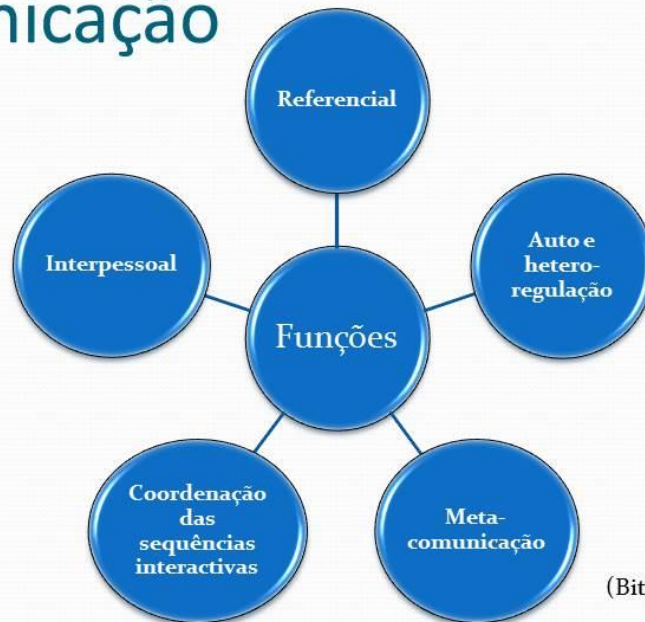 nicação
Referencial
Interpessoal
Auto e
hetero-
regulação
Funções
Coordenação
das
sequências
interactivas
Meta-
comunicação
(Bit